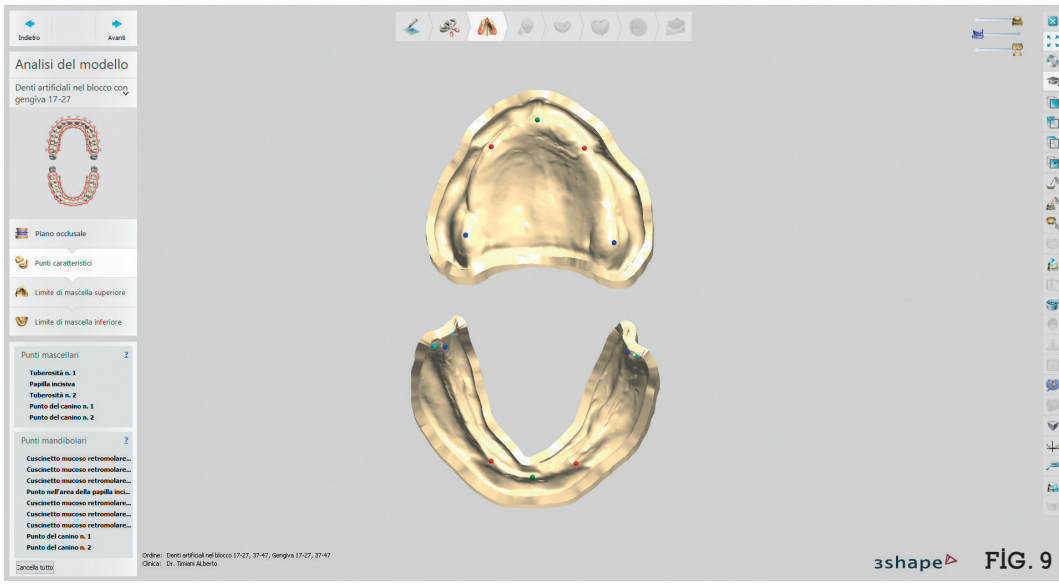 Indietro
Avanti
Analisi del modello
Denti artificiali nel blocco con
gengiva 17-27
Piano occlusale
Punti caratteristici
Limite di mascella superiore
Limite di mascella inferiore
Punti mascellari ?
Tuberosità n. 1
Papilla incisiva
Tuberosità n. 2
Punto del canino n. 1
Punto del canino n. 2
Punti mandibolari ?
Cuscinetto mucoso retromolare...
Cuscinetto mucoso retromolare...
Cuscinetto mucoso retromolare...
Punto nell'area della papilla inci...
Cuscinetto mucoso retromolare...
Cuscinetto mucoso retromolare...
Cuscinetto mucoso retromolare...
Punto del canino n. 1
Punto del canino n. 2
Cancella tutto
Ordine: Denti artificiali nel blocco 17-27, 37-47, Gengiva 17-27, 37-47
Clinica: Dr. Timiani ALberto
3shape
FİG. 9